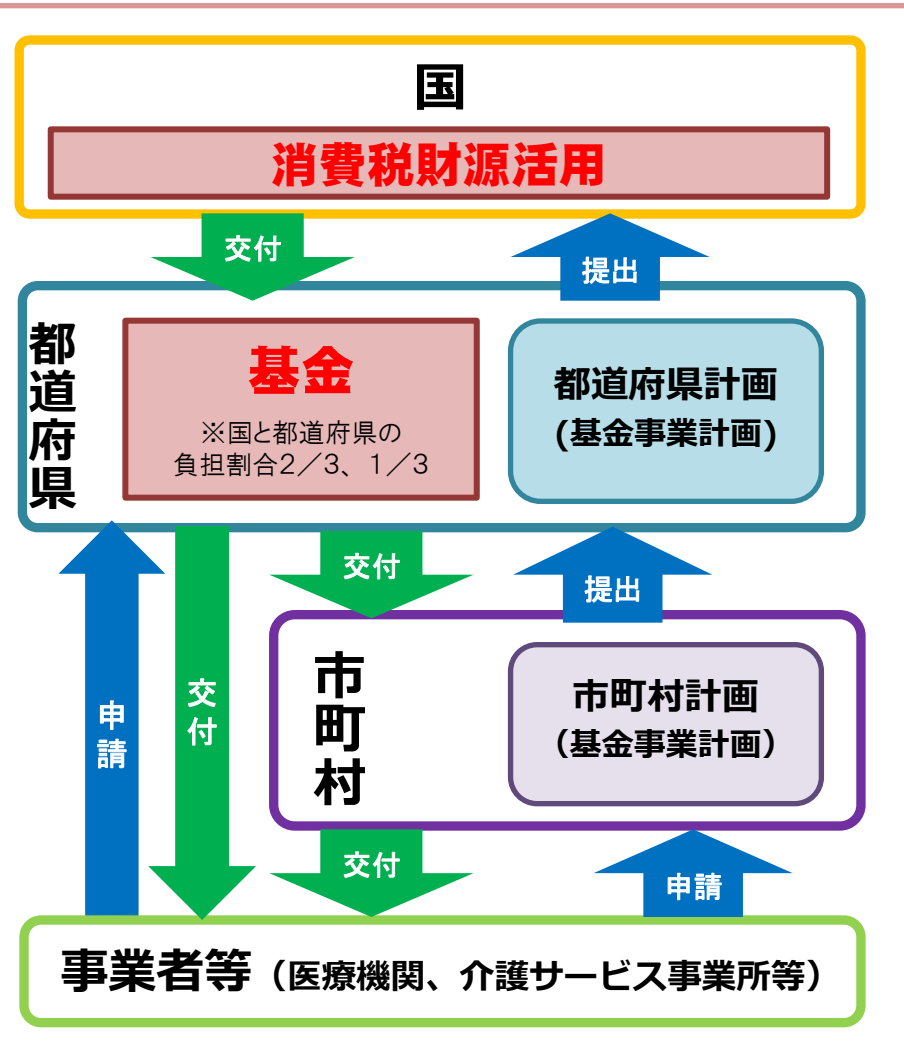 国
消費税財源活用
交付
提出
都道府県
基金
※国と都道府県の
負担割合2／3、1／3
都道府県計画
(基金事業計画)
交付
提出
申請
交付
市町村
市町村計画
（基金事業計画）
交付
申請
事業者等（医療機関、介護サービス事業所等）